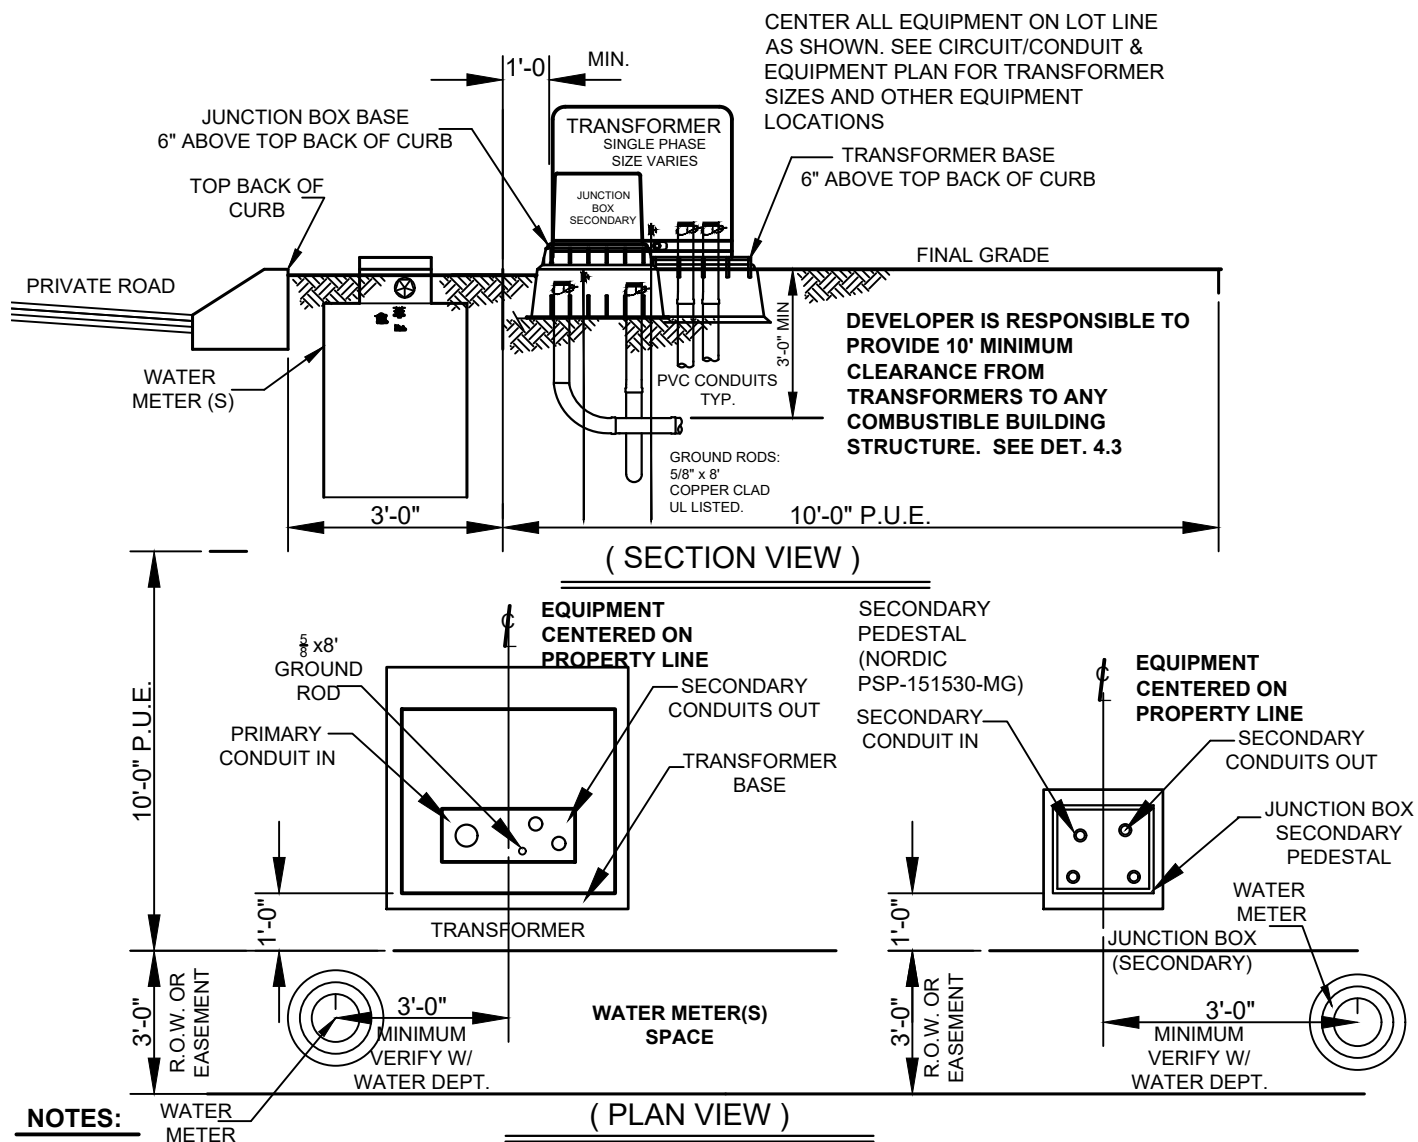 CENTER ALL EQUIPMENT ON LOT LINE
AS SHOWN. SEE CIRCUIT/CONDUIT &
EQUIPMENT PLAN FOR TRANSFORMER
SIZES AND OTHER EQUIPMENT
LOCATIONS
1'-0
MIN.
JUNCTION BOX BASE
6" ABOVE TOP BACK OF CURB
TRANSFORMER
SINGLE PHASE
SIZE VARIES
TRANSFORMER BASE
6" ABOVE TOP BACK OF CURB
TOP BACK OF
CURB
JUNCTION
BOX
SECONDARY
FINAL GRADE
PRIVATE ROAD
3'-0" MIN
DEVELOPER IS RESPONSIBLE TO
PROVIDE 10' MINIMUM
CLEARANCE FROM
TRANSFORMERS TO ANY
COMBUSTIBLE BUILDING
STRUCTURE. SEE DET. 4.3
WATER
METER (S)
PVC CONDUITS
TYP.
GROUND RODS:
5/8" x 8'
COPPER CLAD
UL LISTED.
3'-0"
10'-0" P.U.E.
( SECTION VIEW )
10'-0" P.U.E.
5/8 x8'
GROUND
ROD
EQUIPMENT
CENTERED ON
PROPERTY LINE
SECONDARY
CONDUITS OUT
PRIMARY
CONDUIT IN
TRANSFORMER
BASE
1'-0"
TRANSFORMER
SECONDARY
PEDESTAL
(NORDIC
PSP-151530-MG)
SECONDARY
CONDUIT IN
EQUIPMENT
CENTERED ON
PROPERTY LINE
SECONDARY
CONDUITS OUT
JUNCTION BOX
SECONDARY
PEDESTAL
WATER
METER
1'-0"
JUNCTION BOX
(SECONDARY)
3'-0"
R.O.W. OR
EASEMENT
3'-0"
MINIMUM
VERIFY W/
WATER DEPT.
WATER METER(S)
SPACE
3'-0"
R.O.W. OR
EASEMENT
3'-0"
MINIMUM
VERIFY W/
WATER DEPT.
NOTES:
WATER
METER
( PLAN VIEW )